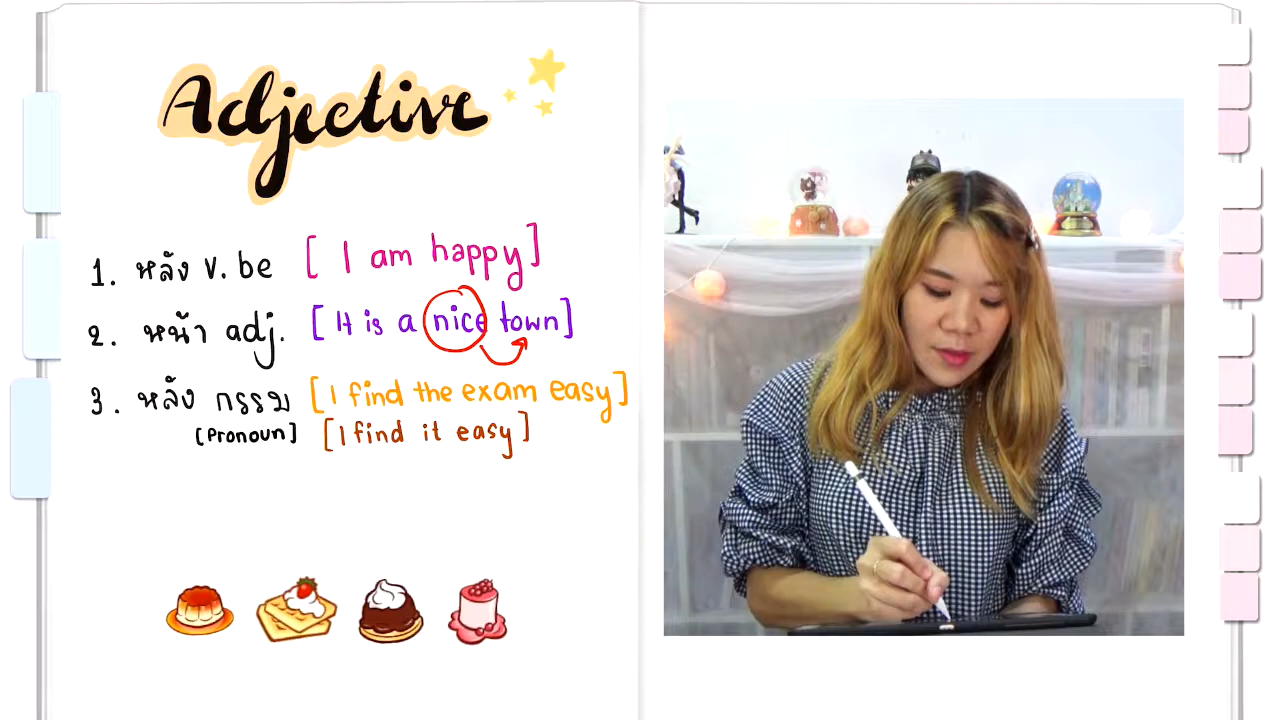 Adjective
1. หลัง v. be [ I am happy ]
2. หน้า adj. [ It is a nice town ]
3. หลัง กรรม [ I find the exam easy ]
[Pronoun] [ I find it easy ]